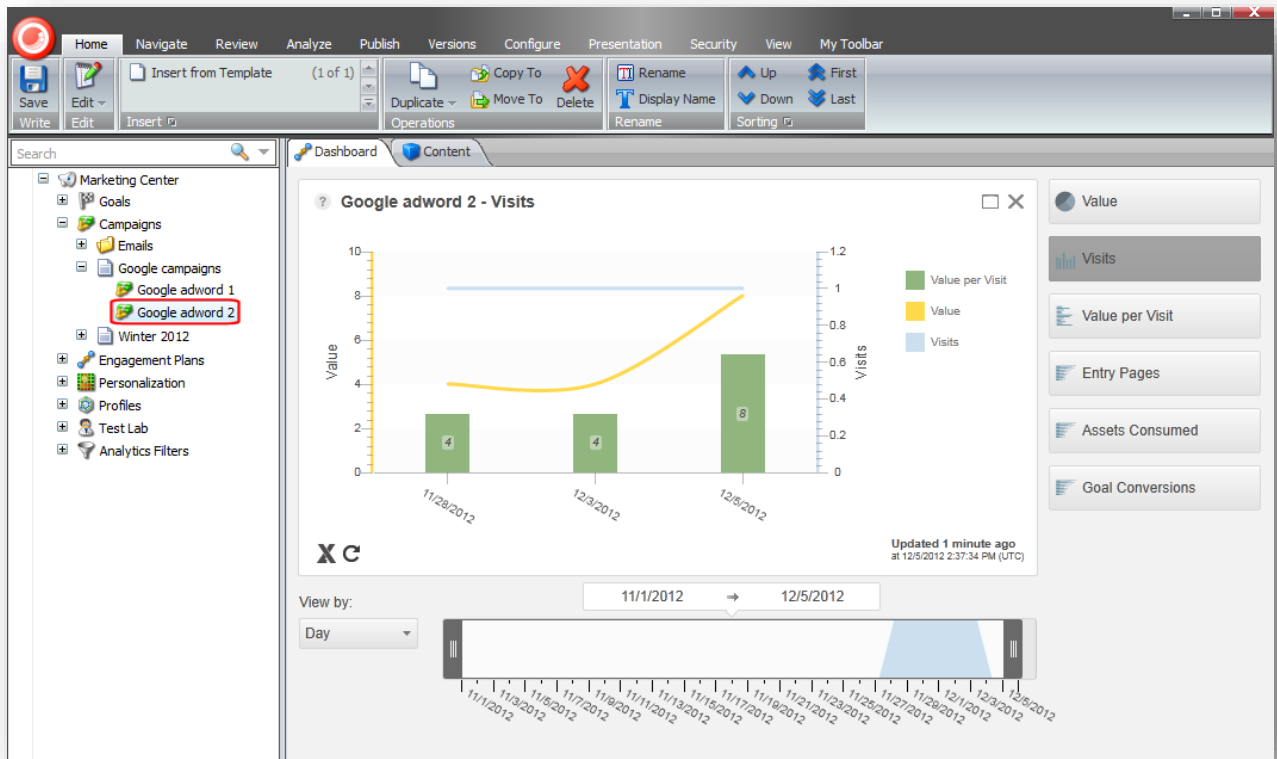 Home Navigate Review Analyze Publish Versions Configure Presentation Security View My Toolbar
Save
Write
Edit
Edit
Insert from Template (1 of 1)
Insert
Duplicate
Copy To
Move To
Delete
Operations
Rename
Display Name
Rename
Up
First
Down
Last
Sorting
Search
Marketing Center
Goals
Campaigns
Emails
Google campaigns
Google adword 1
Google adword 2
Winter 2012
Engagement Plans
Personalization
Profiles
Test Lab
Analytics Filters
Dashboard Content
? Google adword 2 - Visits
10
8
6
4
2
0
Value
1.2
1
0.8
0.6
0.4
0.2
0
Visits
4
4
8
11/28/2012
12/3/2012
12/5/2012
Value per Visit
Value
Visits
X
Updated 1 minute ago
at 12/5/2012 2:37:34 PM (UTC)
Value
Visits
Value per Visit
Entry Pages
Assets Consumed
Goal Conversions
View by:
Day
11/1/2012 → 12/5/2012
11/1/2012
11/3/2012
11/5/2012
11/7/2012
11/9/2012
11/11/2012
11/13/2012
11/15/2012
11/17/2012
11/19/2012
11/21/2012
11/23/2012
11/25/2012
11/27/2012
11/29/2012
12/1/2012
12/3/2012
12/5/2012